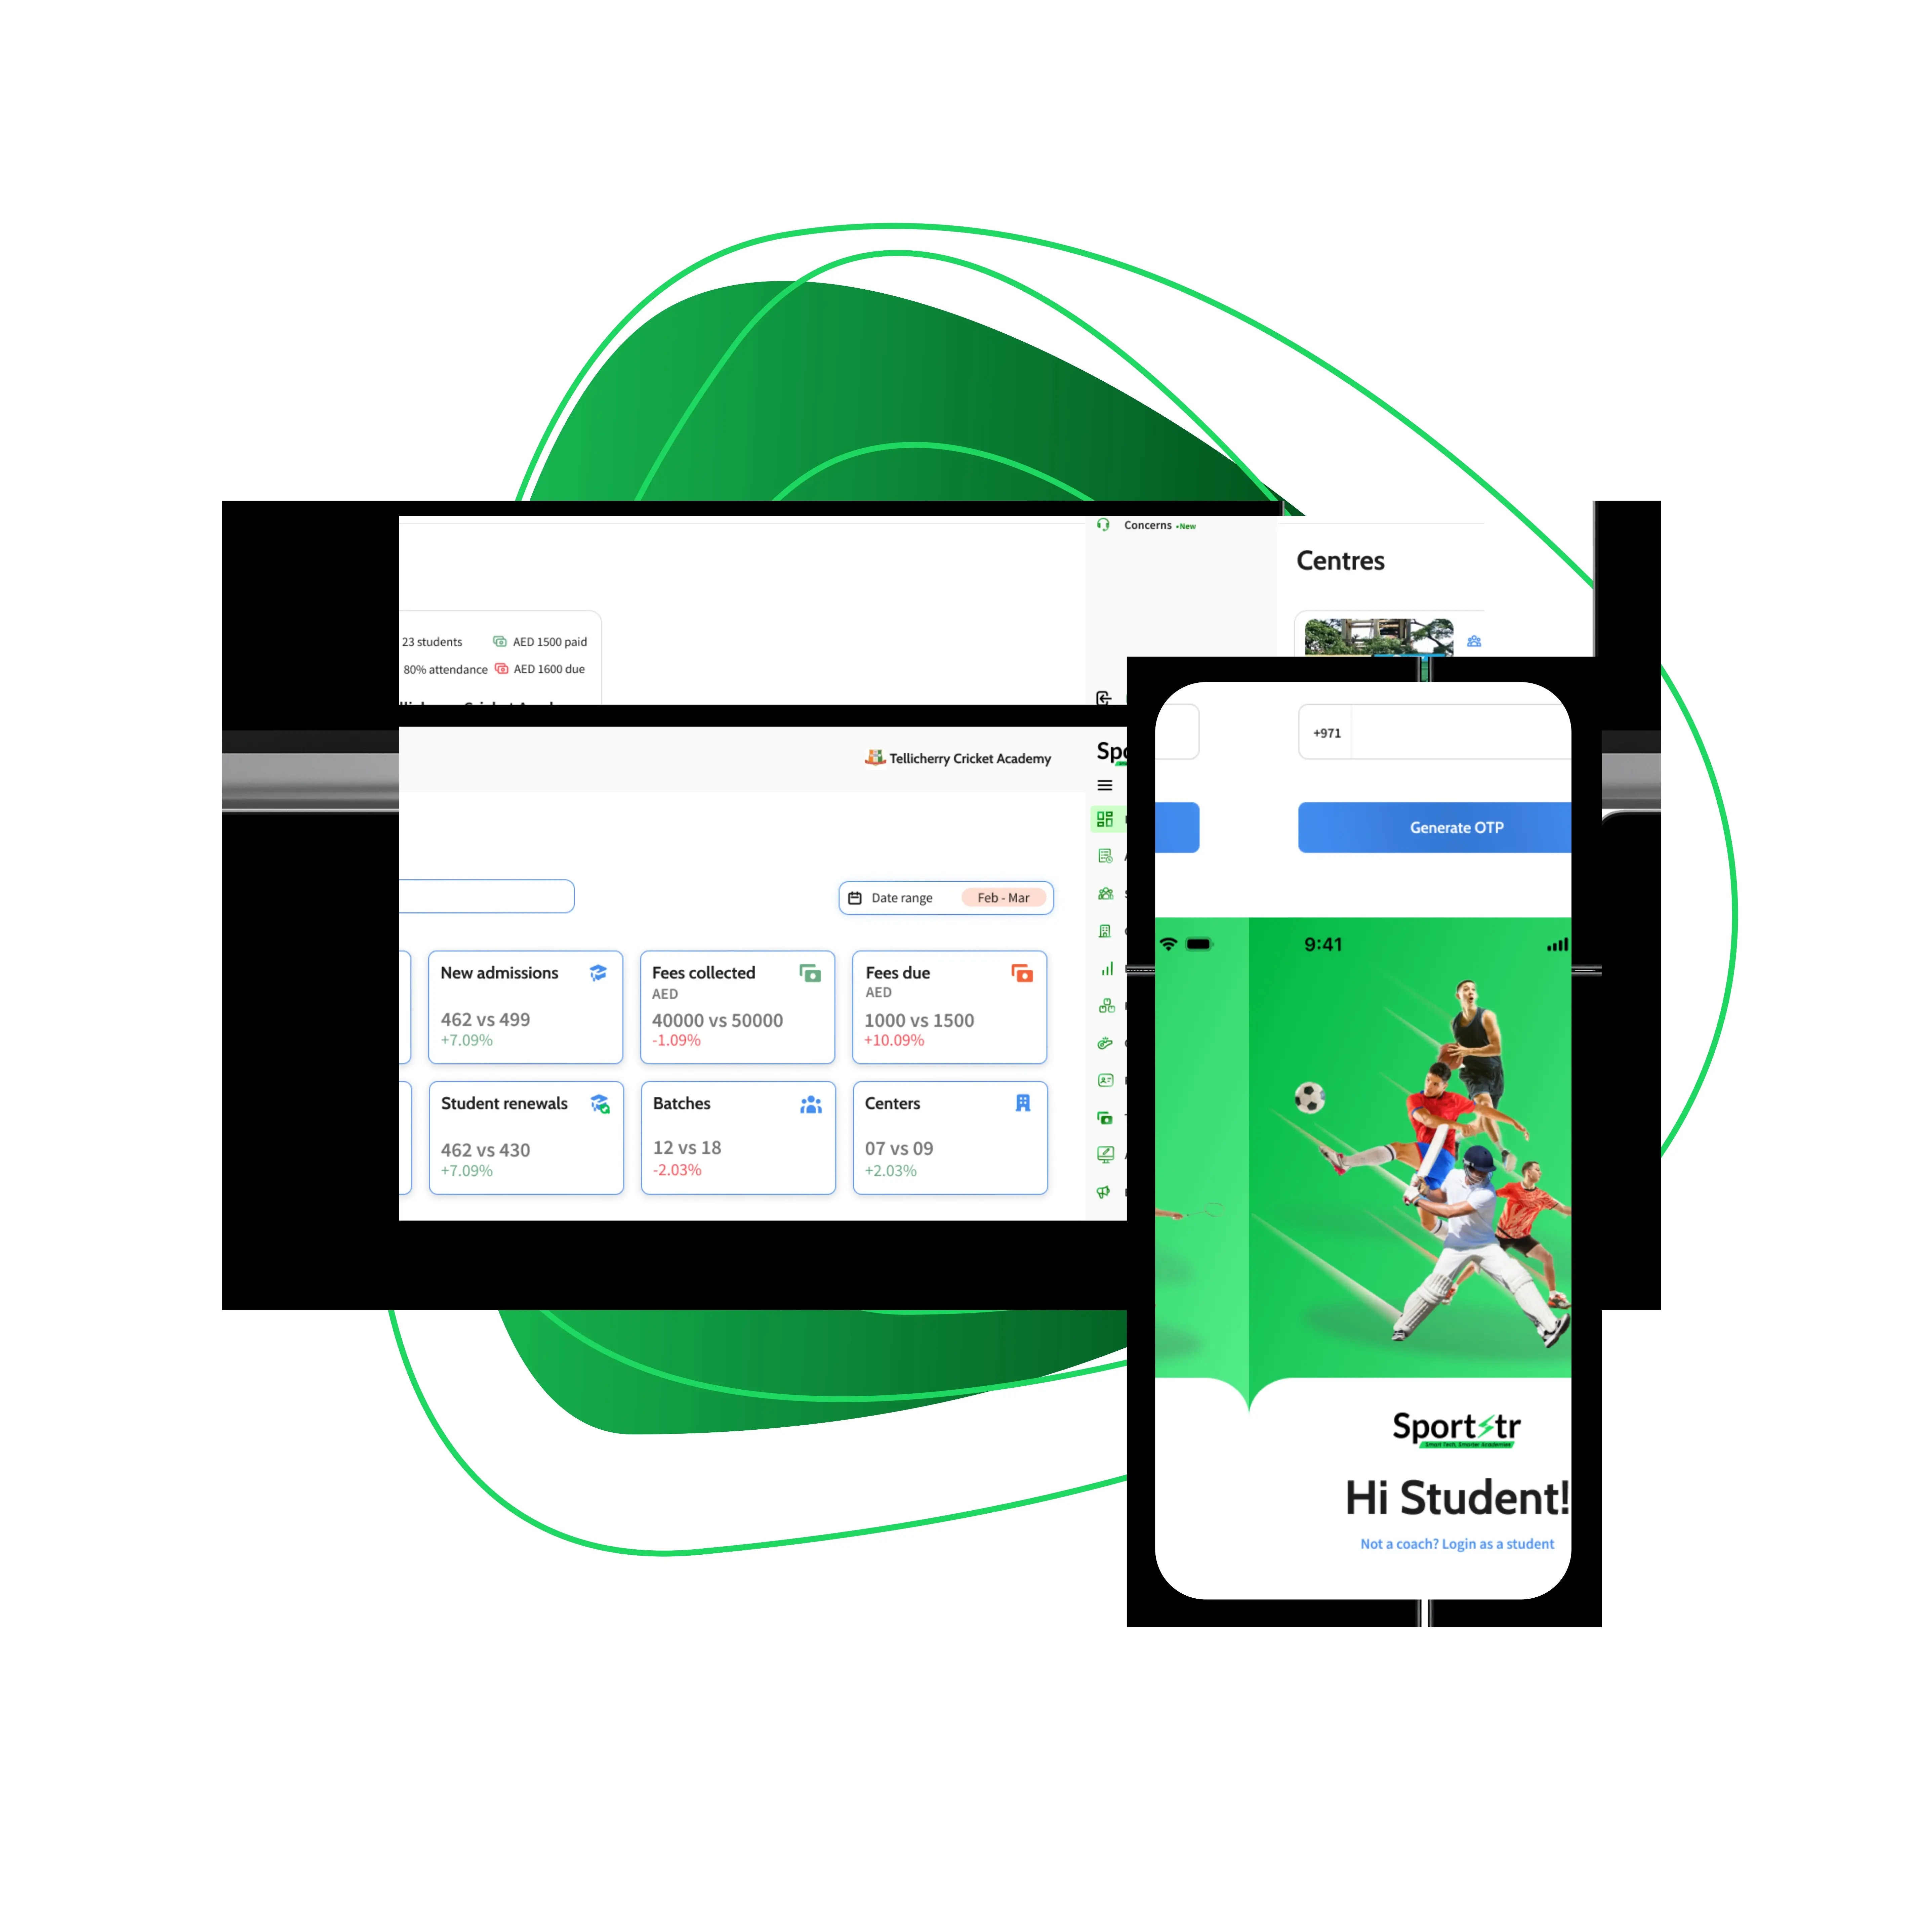 Concerns •New
Centres
23 students
AED 1500 paid
80% attendance
AED 1600 due
Tellicherry Cricket Academy
Date range
Feb - Mar
New admissions
462 vs 499
+7.09%
Fees collected
AED
40000 vs 50000
-1.09%
Fees due
AED
1000 vs 1500
+10.09%
Student renewals
462 vs 430
+7.09%
Batches
12 vs 18
-2.03%
Centers
07 vs 09
+2.03%
+971
Generate OTP
9:41
Sportstr
Smart Tech, Smarter Academies
Hi Student!
Not a coach? Login as a student